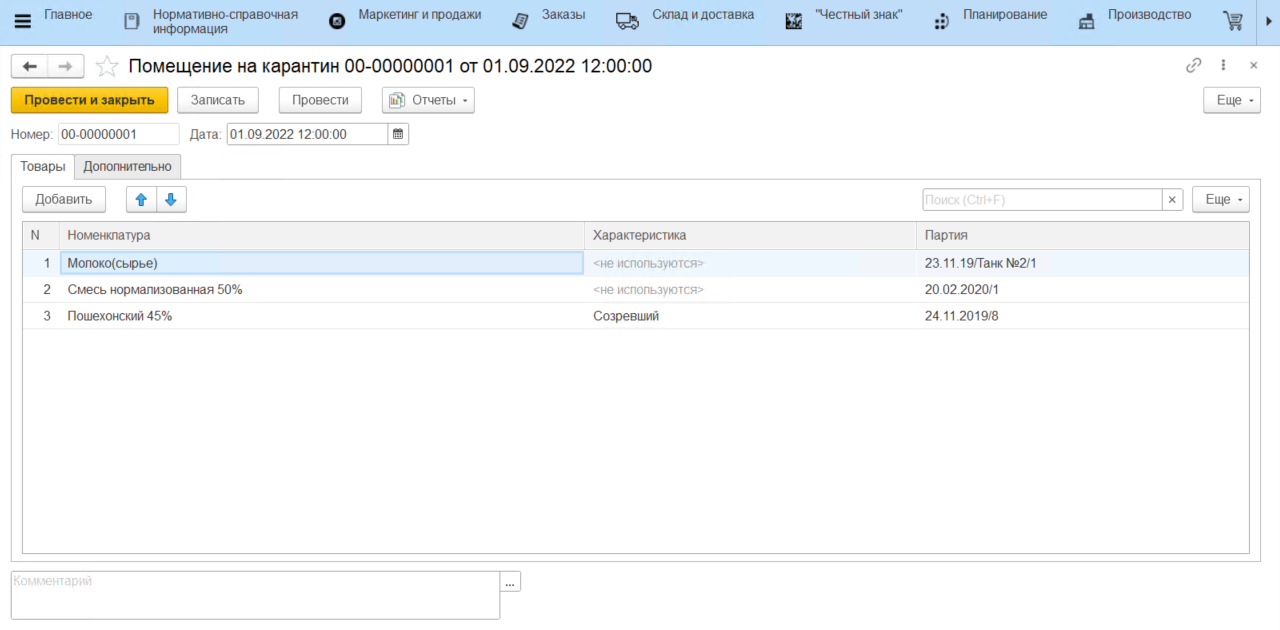 Главное
Нормативно-справочная
информация
Маркетинг и продажи
Заказы
Склад и доставка
"Честный знак"
Планирование
Производство
Помещение на карантин 00-00000001 от 01.09.2022 12:00:00
Провести и закрыть
Записать
Провести
Отчеты
Еще
Номер: 00-00000001 Дата: 01.09.2022 12:00:00
Товары
Дополнительно
Добавить
Поиск (Ctrl+F)
Еще
N Номенклатура Характеристика Партия
1 Молоко(сырье) <не используются> 23.11.19/Танк №2/1
2 Смесь нормализованная 50% <не используются> 20.02.2020/1
3 Пошехонский 45% Созревший 24.11.2019/8
Комментарий
...